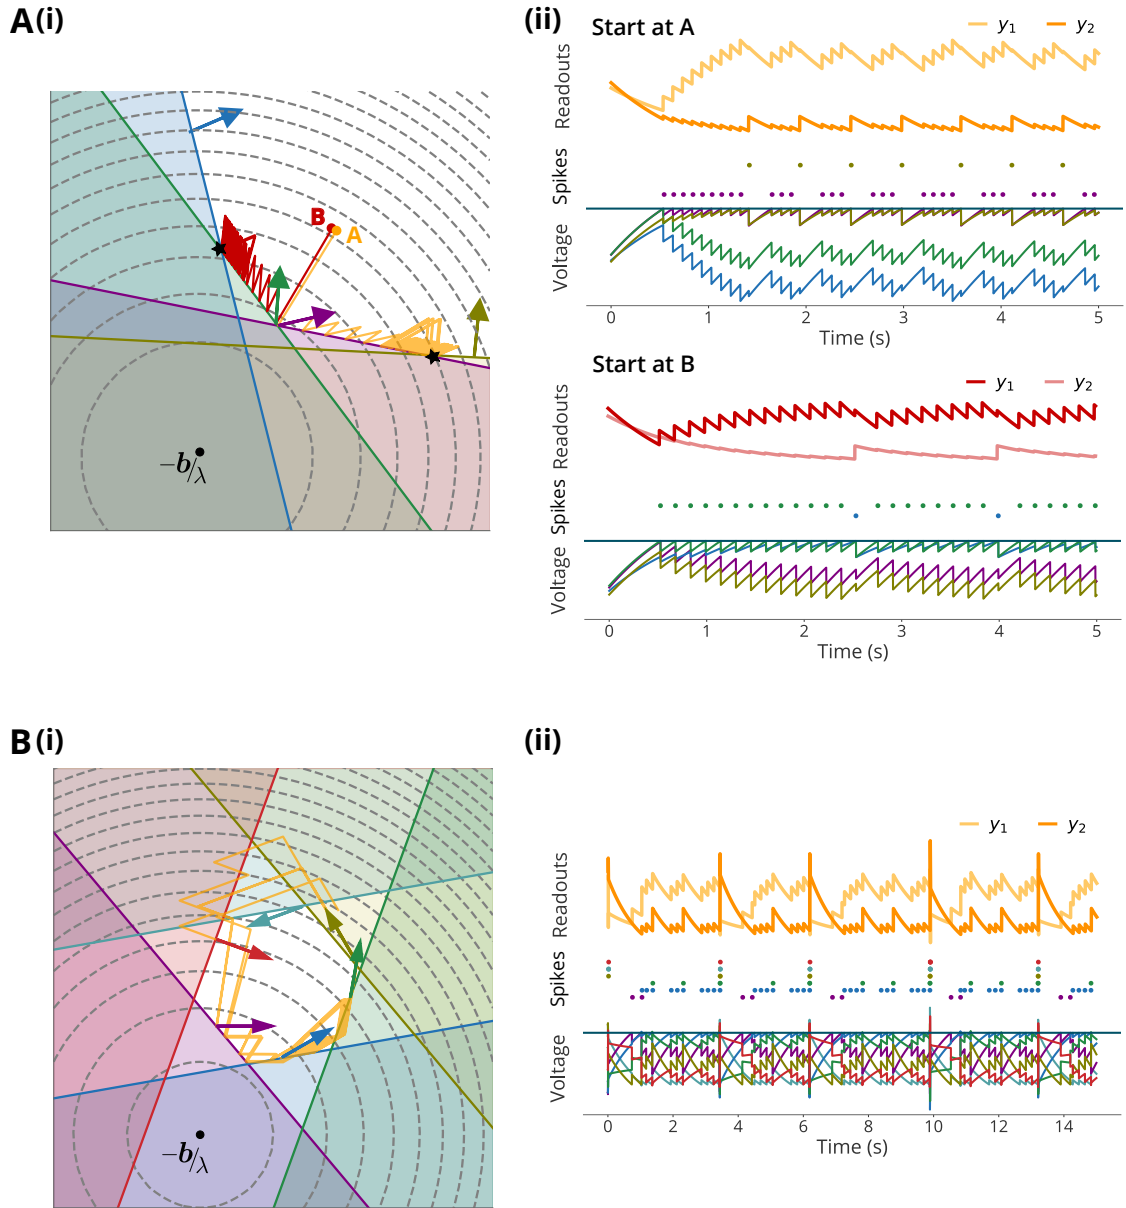 A(i)
(ii)
Start at A
y₁ y₂
Readouts
Spikes
Voltage
0 1 2 3 4 5
Time (s)
B
A
−b/λ
Start at B
y₁ y₂
Readouts
Spikes
Voltage
0 1 2 3 4 5
Time (s)
B(i)
(ii)
−b/λ
y₁ y₂
Readouts
Spikes
Voltage
0 2 4 6 8 10 12 14
Time (s)